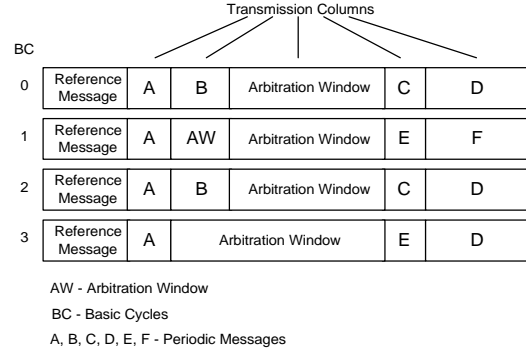 Transmission Columns
BC
0 Reference Message A B Arbitration Window C D
1 Reference Message A AW Arbitration Window E F
2 Reference Message A B Arbitration Window C D
3 Reference Message A Arbitration Window E D
AW - Arbitration Window
BC - Basic Cycles
A, B, C, D, E, F - Periodic Messages